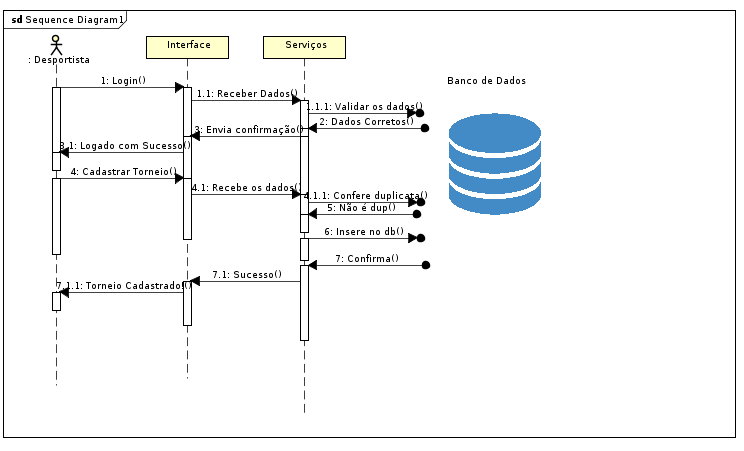 sd Sequence Diagram1
: Desportista
Interface
Serviços
Banco de Dados
1: Login()
1.1: Receber Dados()
1.1.1: Validar os dados()
2: Dados Corretos()
3: Envia confirmação()
3.1: Logado com Sucesso()
4: Cadastrar Torneio()
4.1: Recebe os dados()
4.1.1: Confere duplicata()
5: Não é dup()
6: Insere no db()
7: Confirma()
7.1: Sucesso()
7.1.1: Torneio Cadastrado!()